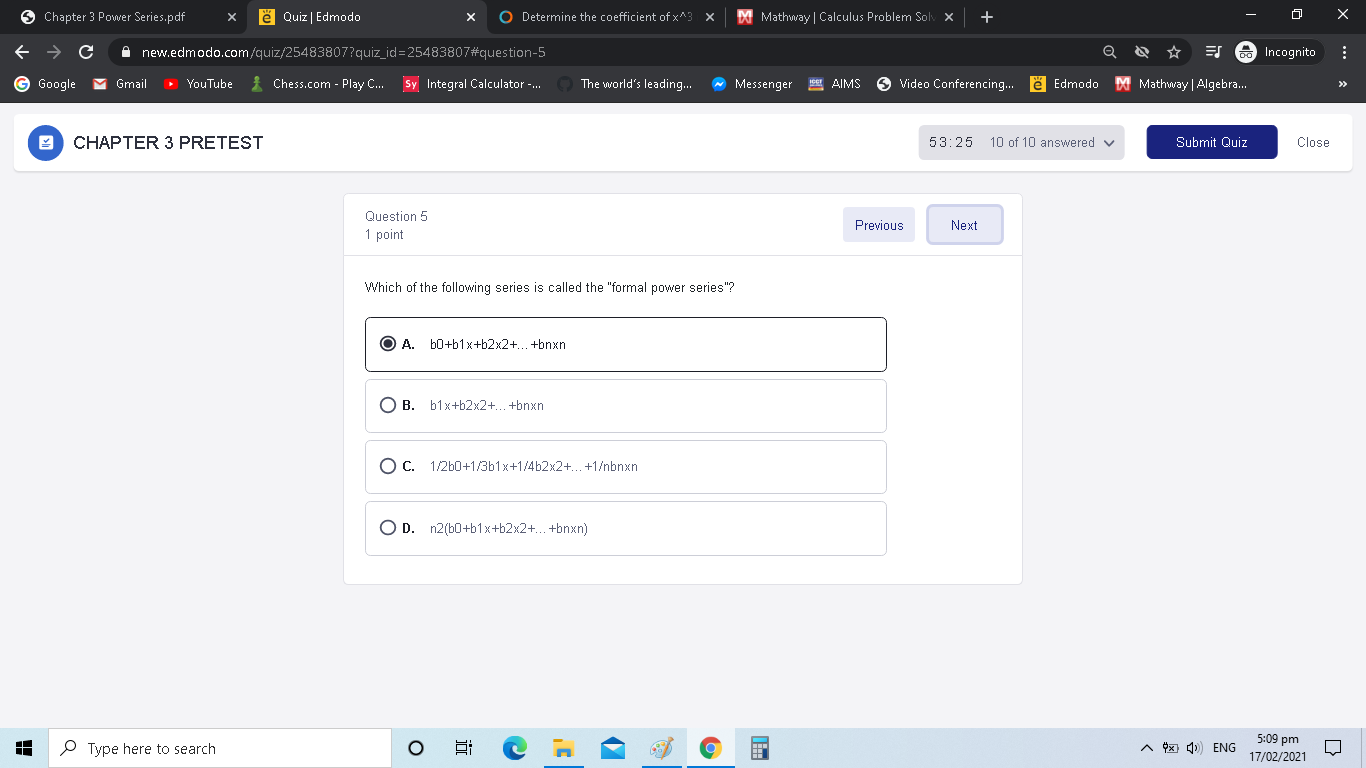 Chapter 3 Power Series.pdf
Quiz | Edmodo
Determine the coefficient of x^3
Mathway | Calculus Problem Solv
new.edmodo.com/quiz/25483807?quiz_id=25483807#question-5
Incognito
Google
Gmail
YouTube
Chess.com - Play C...
Sy
Integral Calculator -...
The world's leading...
Messenger
AIMS
Video Conferencing...
Edmodo
Mathway | Algebra...
»
CHAPTER 3 PRETEST
53:25 10 of 10 answered
Submit Quiz
Close
Question 5
1 point
Previous
Next
Which of the following series is called the "formal power series"?
A. b0+b1x+b2x2+...+bnxn
B. b1x+b2x2+...+bnxn
C. 1/2b0+1/3b1x+1/4b2x2+...+1/nbnxn
D. n2(b0+b1x+b2x2+...+bnxn)
Type here to search
ENG
5:09 pm
17/02/2021